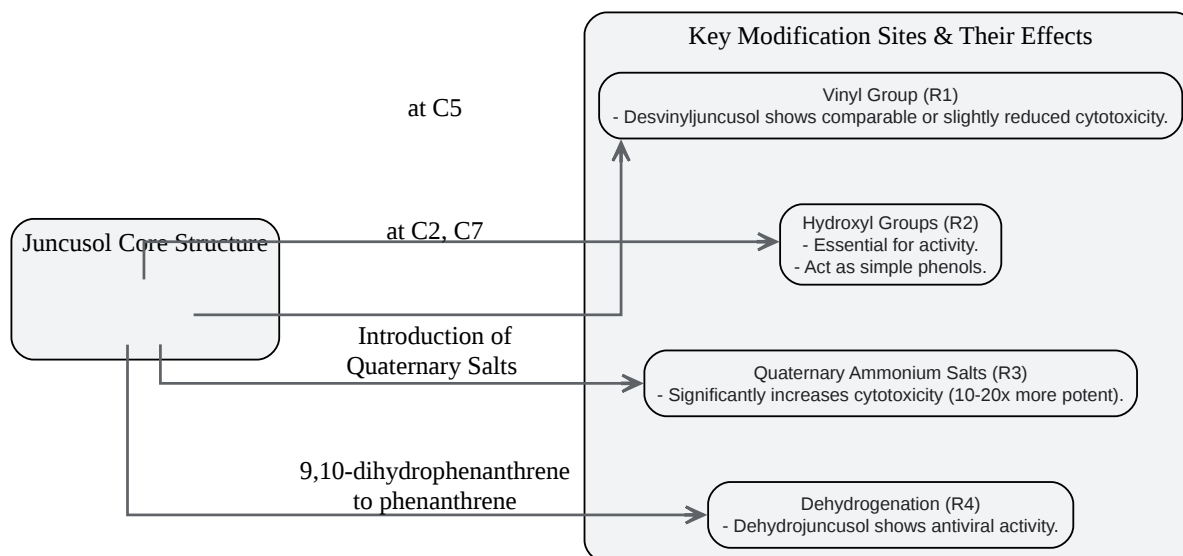 Key Modification Sites & Their Effects
Vinyl Group (R1)
- Desvinyljuncusol shows comparable or slightly reduced cytotoxicity.
at C5
Juncusol Core Structure
at C2, C7
Hydroxyl Groups (R2)
- Essential for activity.
- Act as simple phenols.
Introduction of
Quaternary Salts
Quaternary Ammonium Salts (R3)
- Significantly increases cytotoxicity (10-20x more potent).
9,10-dihydrophenanthrene
to phenanthrene
Dehydrogenation (R4)
- Dehydrojuncusol shows antiviral activity.